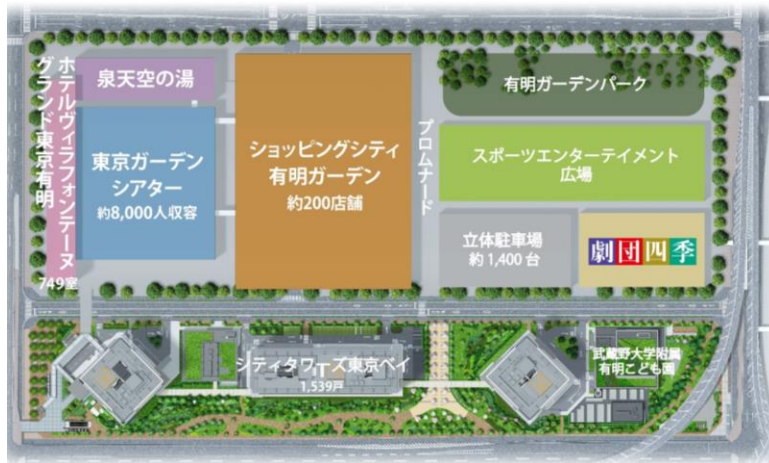 ホテルヴィラフォンテーヌ
グランド東京有明
749室
泉天空の湯
東京ガーデン
シアター
約8,000人収容
ショッピングシティ
有明ガーデン
約200店舗
プロムナード
有明ガーデンパーク
スポーツエンターテイメント
広場
立体駐車場
約1,400台
劇団四季
シティタワーズ東京ベイ
1,539戸
武蔵野大学附属
有明こども園